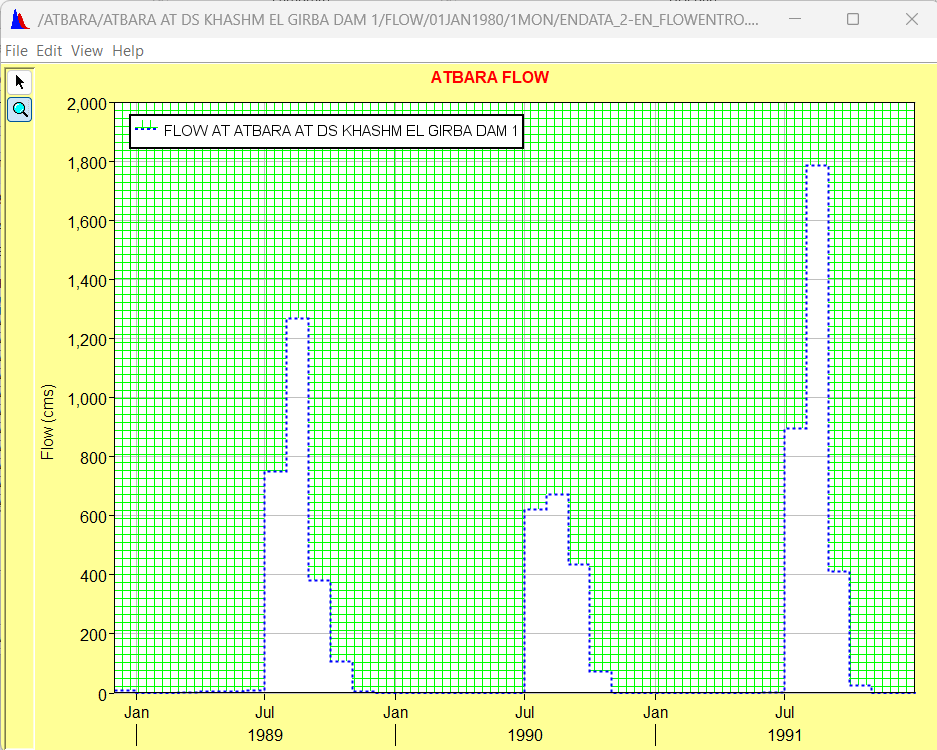 /ATBARA/ATBARA AT DS KHASHM EL GIRBA DAM 1/FLOW/01JAN1980/1MON/ENDATA_2-EN_FLOWENTRO....
File Edit View Help
ATBARA FLOW
FLOW AT ATBARA AT DS KHASHM EL GIRBA DAM 1
Flow (cms)
2,000
1,800
1,600
1,400
1,200
1,000
800
600
400
200
0
Jan Jul Jan Jul Jan Jul
1989 1990 1991